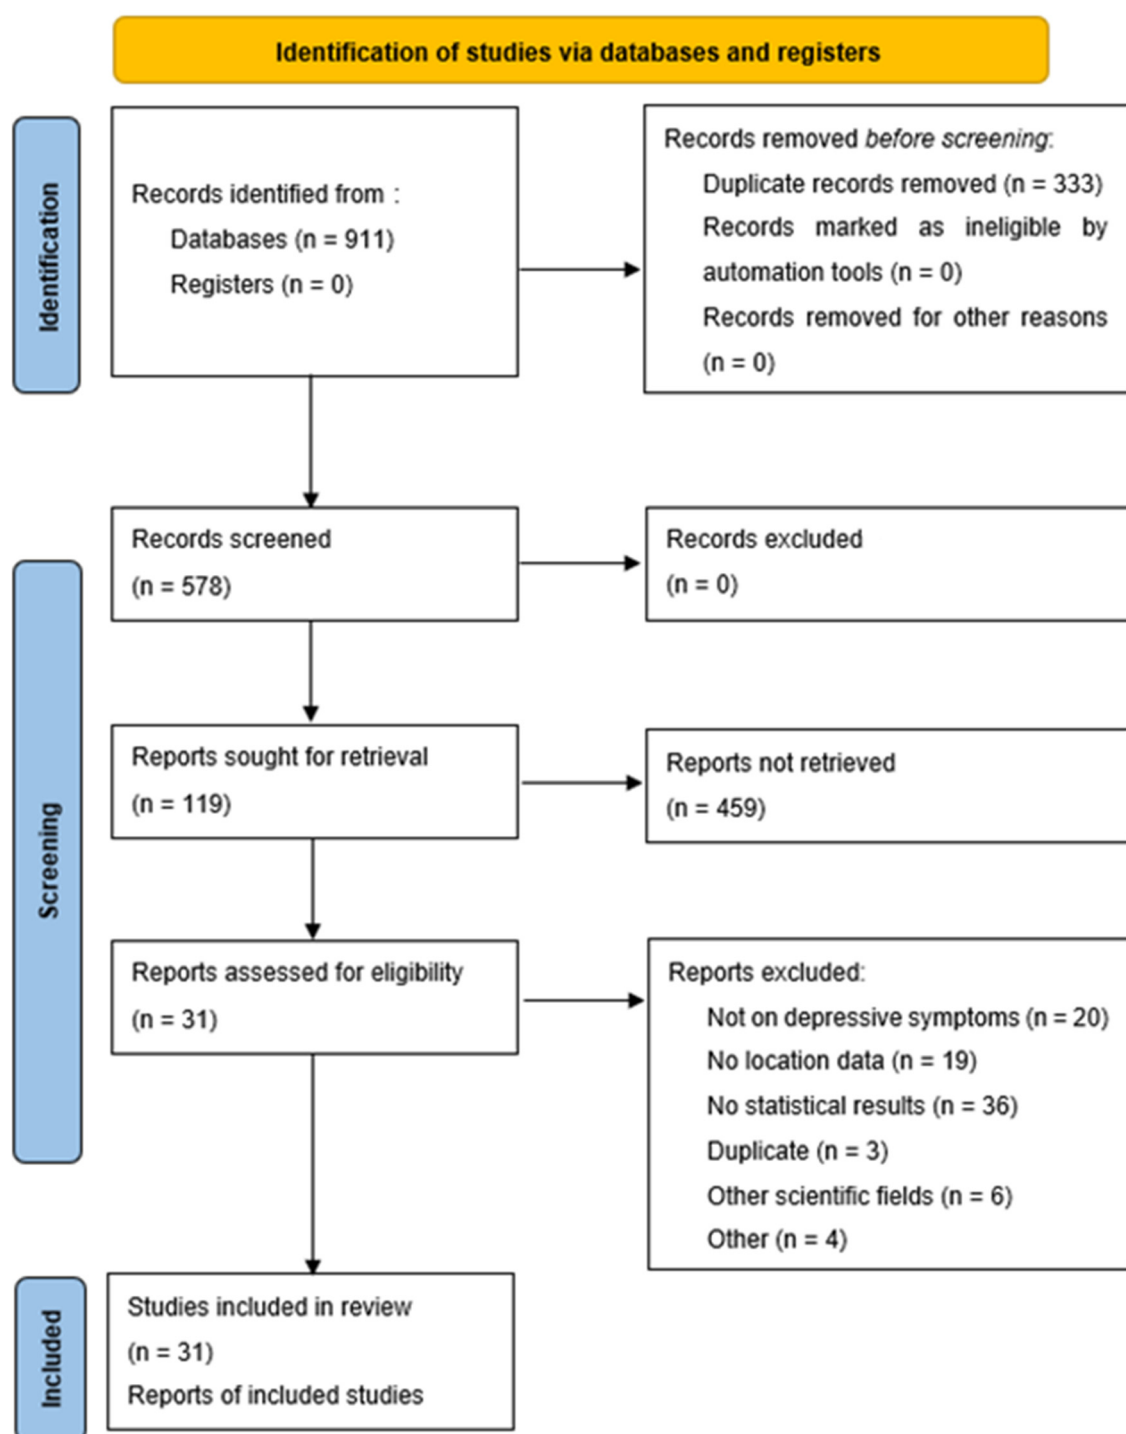 Identification of studies via databases and registers
Identification
Records identified from :
Databases (n = 911)
Registers (n = 0)
Records removed before screening:
Duplicate records removed (n = 333)
Records marked as ineligible by
automation tools (n = 0)
Records removed for other reasons
(n = 0)
Screening
Records screened
(n = 578)
Records excluded
(n = 0)
Reports sought for retrieval
(n = 119)
Reports not retrieved
(n = 459)
Reports assessed for eligibility
(n = 31)
Reports excluded:
Not on depressive symptoms (n = 20)
No location data (n = 19)
No statistical results (n = 36)
Duplicate (n = 3)
Other scientific fields (n = 6)
Other (n = 4)
Included
Studies included in review
(n = 31)
Reports of included studies